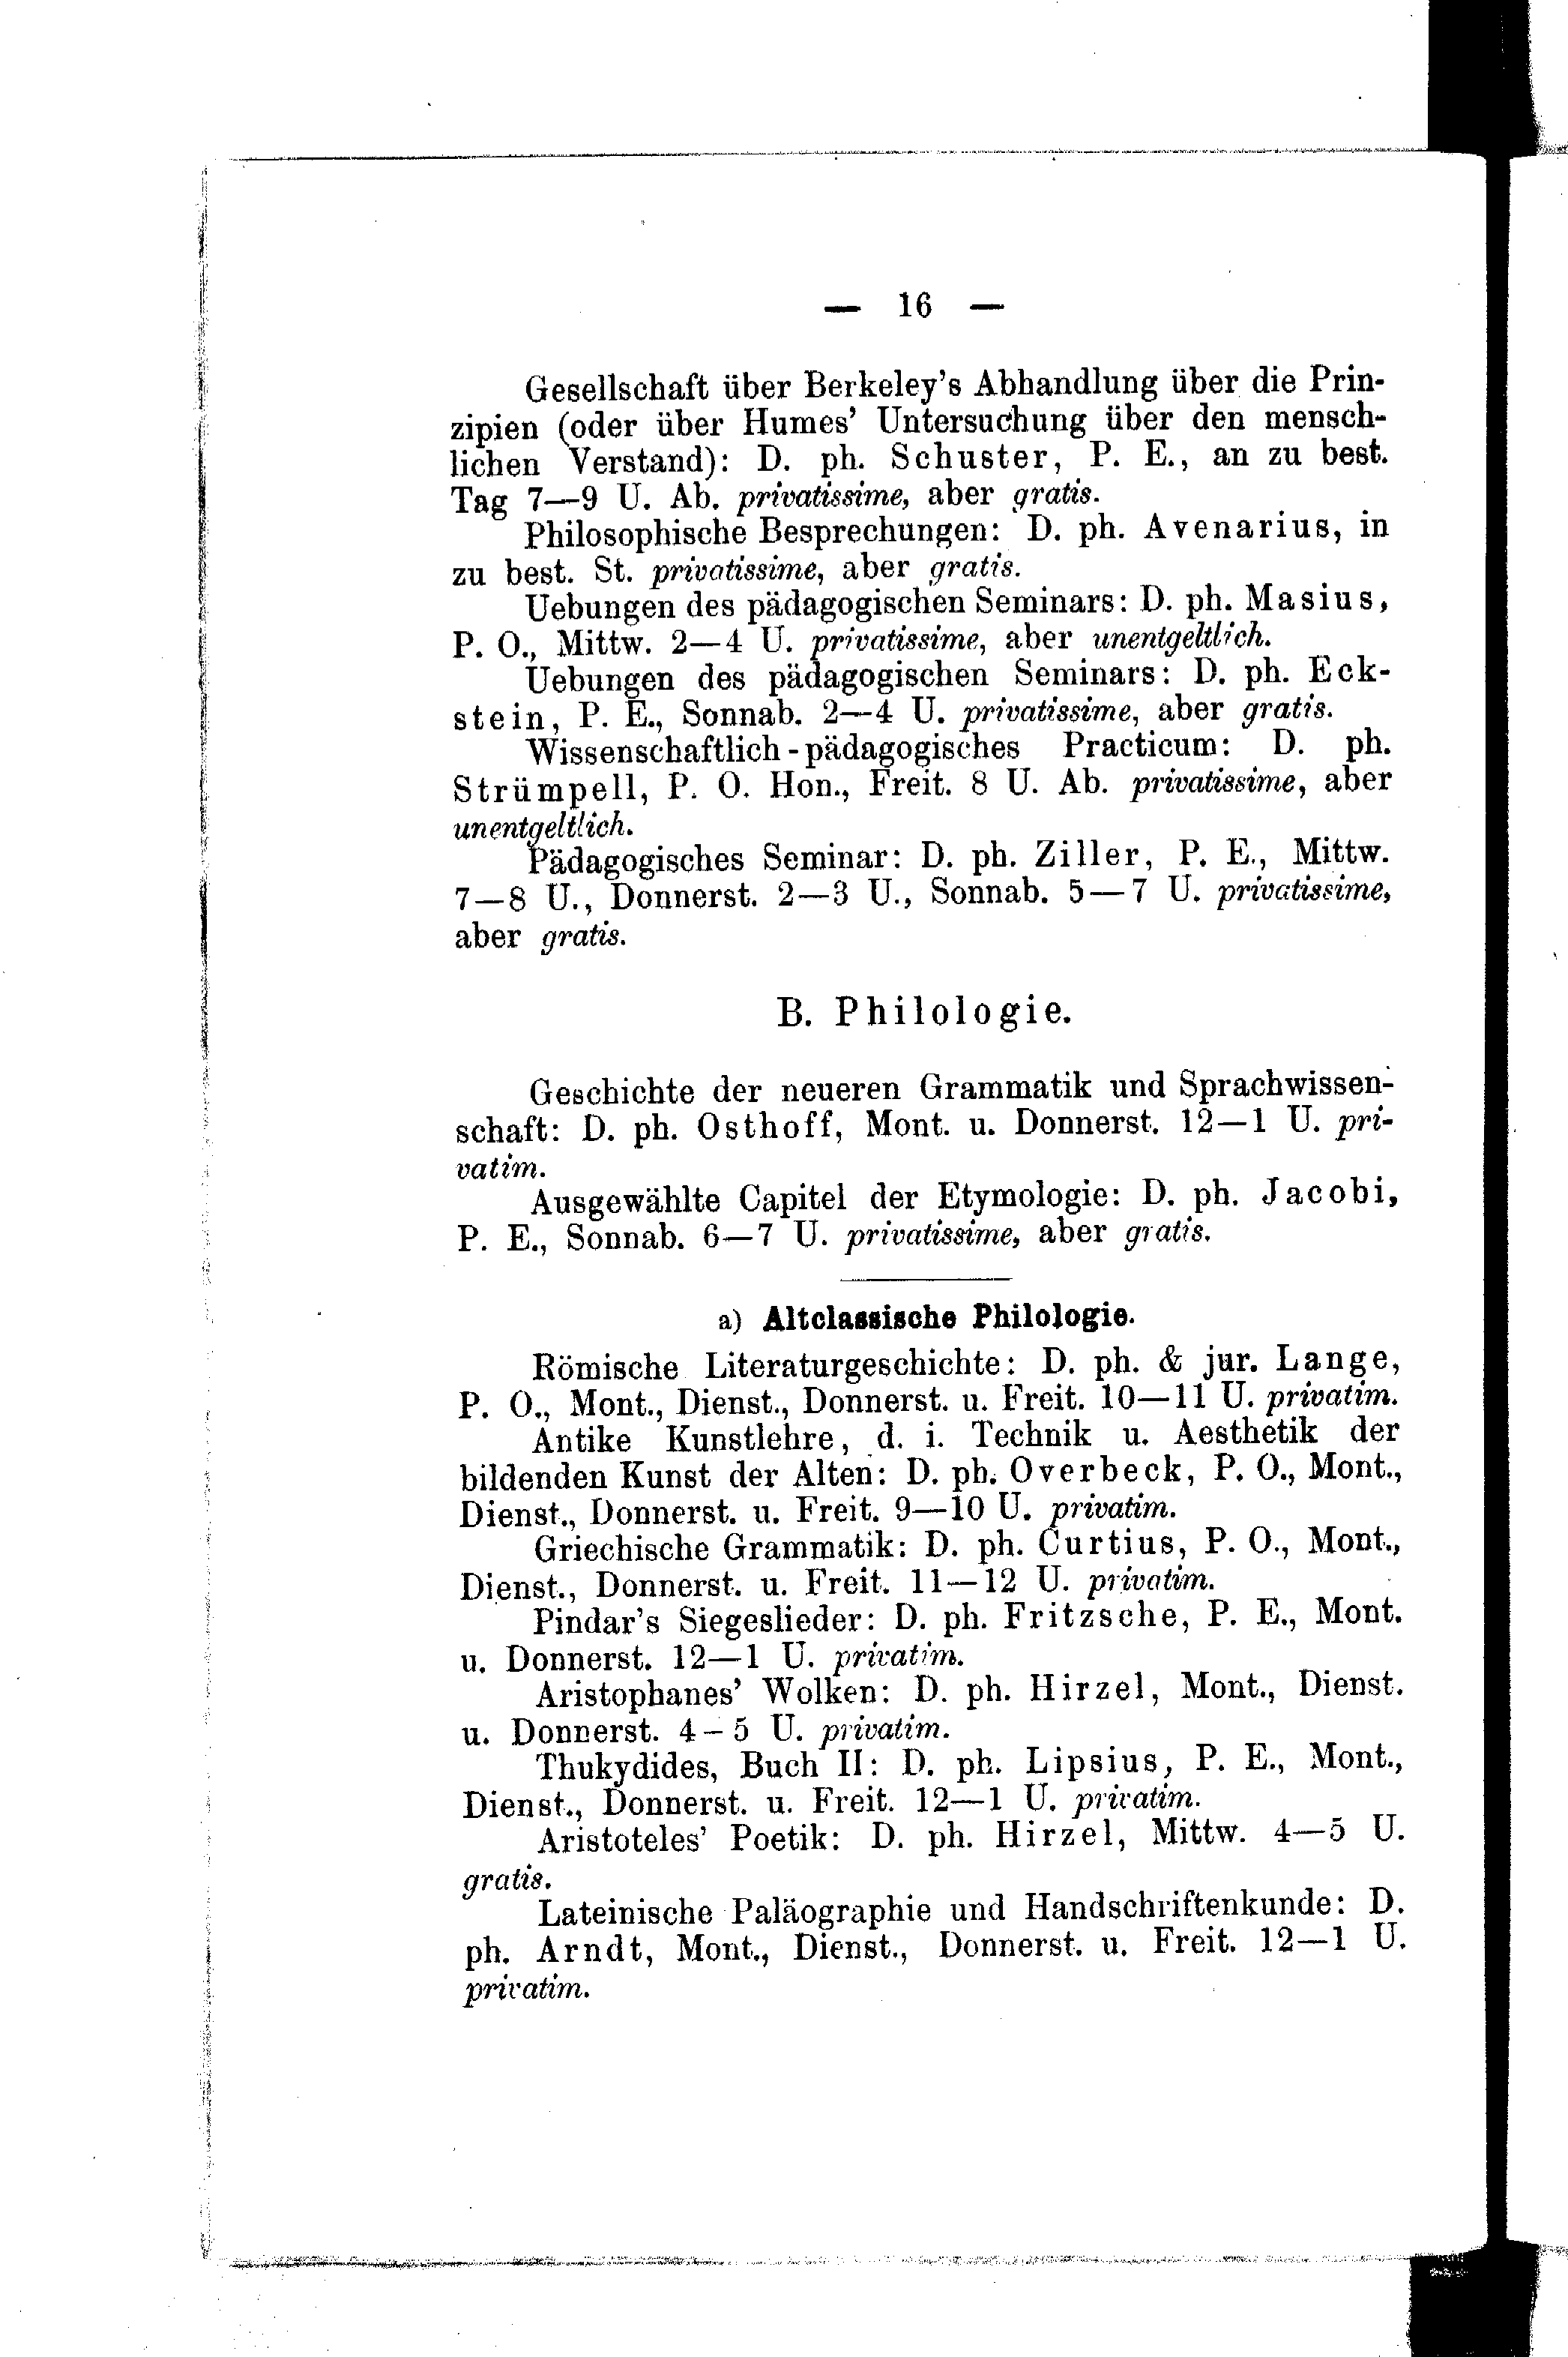 — 16 —
Gesellschaft über Berkeley's Abhandlung über die Prin-
zipien (oder über Humes' Untersuchung über den mensch-
lichen Verstand): D. ph. Schuster, P. E., an zu best.
Tag 7—9 U. Ab. privatissime, aber gratis.
Philosophische Besprechungen: D. ph. Avenarius, in
zu best. St. privatissime, aber gratis.
Uebungen des pädagogischen Seminars: D. ph. Masius,
P. O., Mittw. 2—4 U. privatissime, aber unentgeltlich.
Uebungen des pädagogischen Seminars: D. ph. Eck-
stein, P. E., Sonnab. 2—4 U. privatissime, aber gratis.
Wissenschaftlich-pädagogisches Practicum: D. ph.
Strümpell, P. O. Hon., Freit. 8 U. Ab. privatissime, aber
unentgeltlich.
Pädagogisches Seminar: D. ph. Ziller, P. E., Mittw.
7—8 U., Donnerst. 2—3 U., Sonnab. 5—7 U. privatissime,
aber gratis.
B. Philologie.
Geschichte der neueren Grammatik und Sprachwissen-
schaft: D. ph. Osthoff, Mont. u. Donnerst. 12—1 U. pri-
vatim.
Ausgewählte Capitel der Etymologie: D. ph. Jacobi,
P. E., Sonnab. 6—7 U. privatissime, aber gratis.
a) Altclassische Philologie.
Römische Literaturgeschichte: D. ph. & jur. Lange,
P. O., Mont., Dienst., Donnerst. u. Freit. 10—11 U. privatim.
Antike Kunstlehre, d. i. Technik u. Aesthetik der
bildenden Kunst der Alten: D. ph. Overbeck, P. O., Mont.,
Dienst., Donnerst. u. Freit. 9—10 U. privatim.
Griechische Grammatik: D. ph. Curtius, P. O., Mont.,
Dienst., Donnerst. u. Freit. 11—12 U. privatim.
Pindar's Siegeslieder: D. ph. Fritzsche, P. E., Mont.
u. Donnerst. 12—1 U. privatim.
Aristophanes' Wolken: D. ph. Hirzel, Mont., Dienst.
u. Donnerst. 4–5 U. privatim.
Thukydides, Buch II: D. ph. Lipsius, P. E., Mont.,
Dienst., Donnerst. u. Freit. 12—1 U. privatim.
Aristoteles' Poetik: D. ph. Hirzel, Mittw. 4—5 U.
gratis.
Lateinische Paläographie und Handschriftenkunde: D.
ph. Arndt, Mont., Dienst., Donnerst. u. Freit. 12—1 U.
privatim.